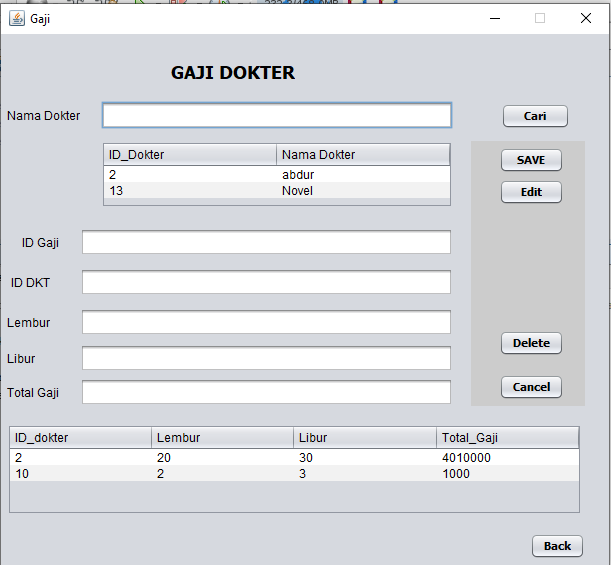 Gaji
GAJI DOKTER
Nama Dokter Cari
ID_Dokter Nama Dokter
2 abdur
13 Novel
SAVE
Edit
ID Gaji
ID DKT
Lembur
Libur
Total Gaji
Delete
Cancel
ID_dokter Lembur Libur Total_Gaji
2 20 30 4010000
10 2 3 1000
Back